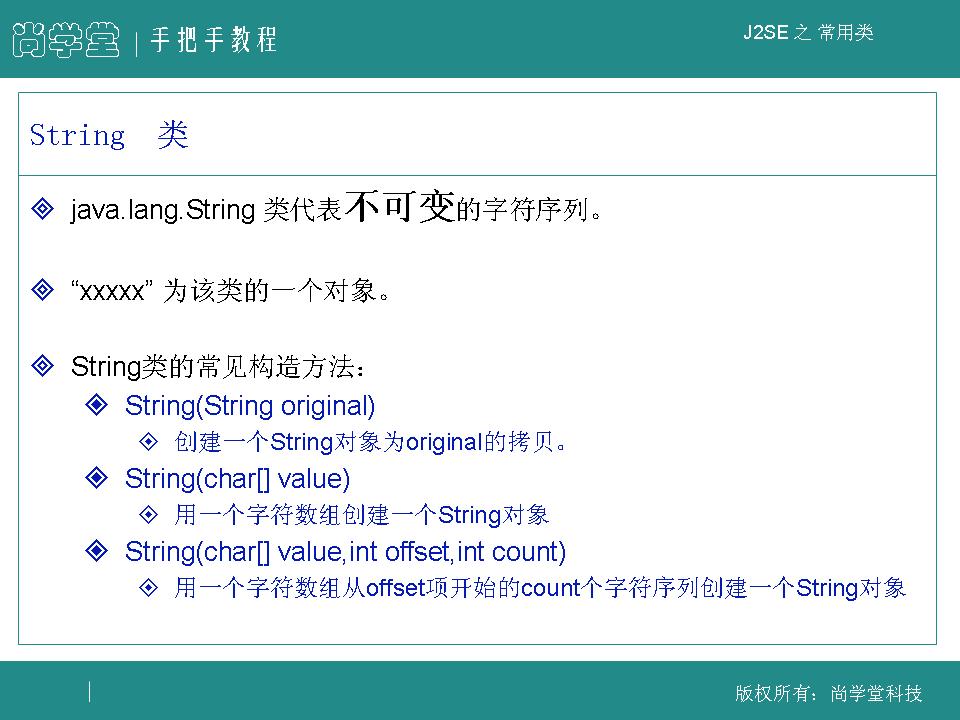 尚学堂 | 手把手教程
J2SE 之 常用类
String 类
java.lang.String 类代表不可变的字符序列。
“xxxxx” 为该类的一个对象。
String类的常见构造方法：
String(String original)
创建一个String对象为original的拷贝。
String(char[] value)
用一个字符数组创建一个String对象
String(char[] value,int offset,int count)
用一个字符数组从offset项开始的count个字符序列创建一个String对象
版权所有：尚学堂科技